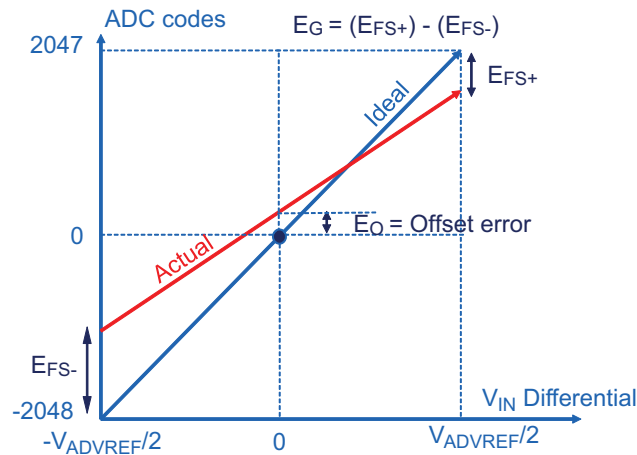 ADC codes
2047
EG = (EFS+) - (EFS-)
EFS+
Ideal
EO = Offset error
0
Actual
EFS-
-2048
VIN Differential
-VADVREF/2
0
VADVREF/2